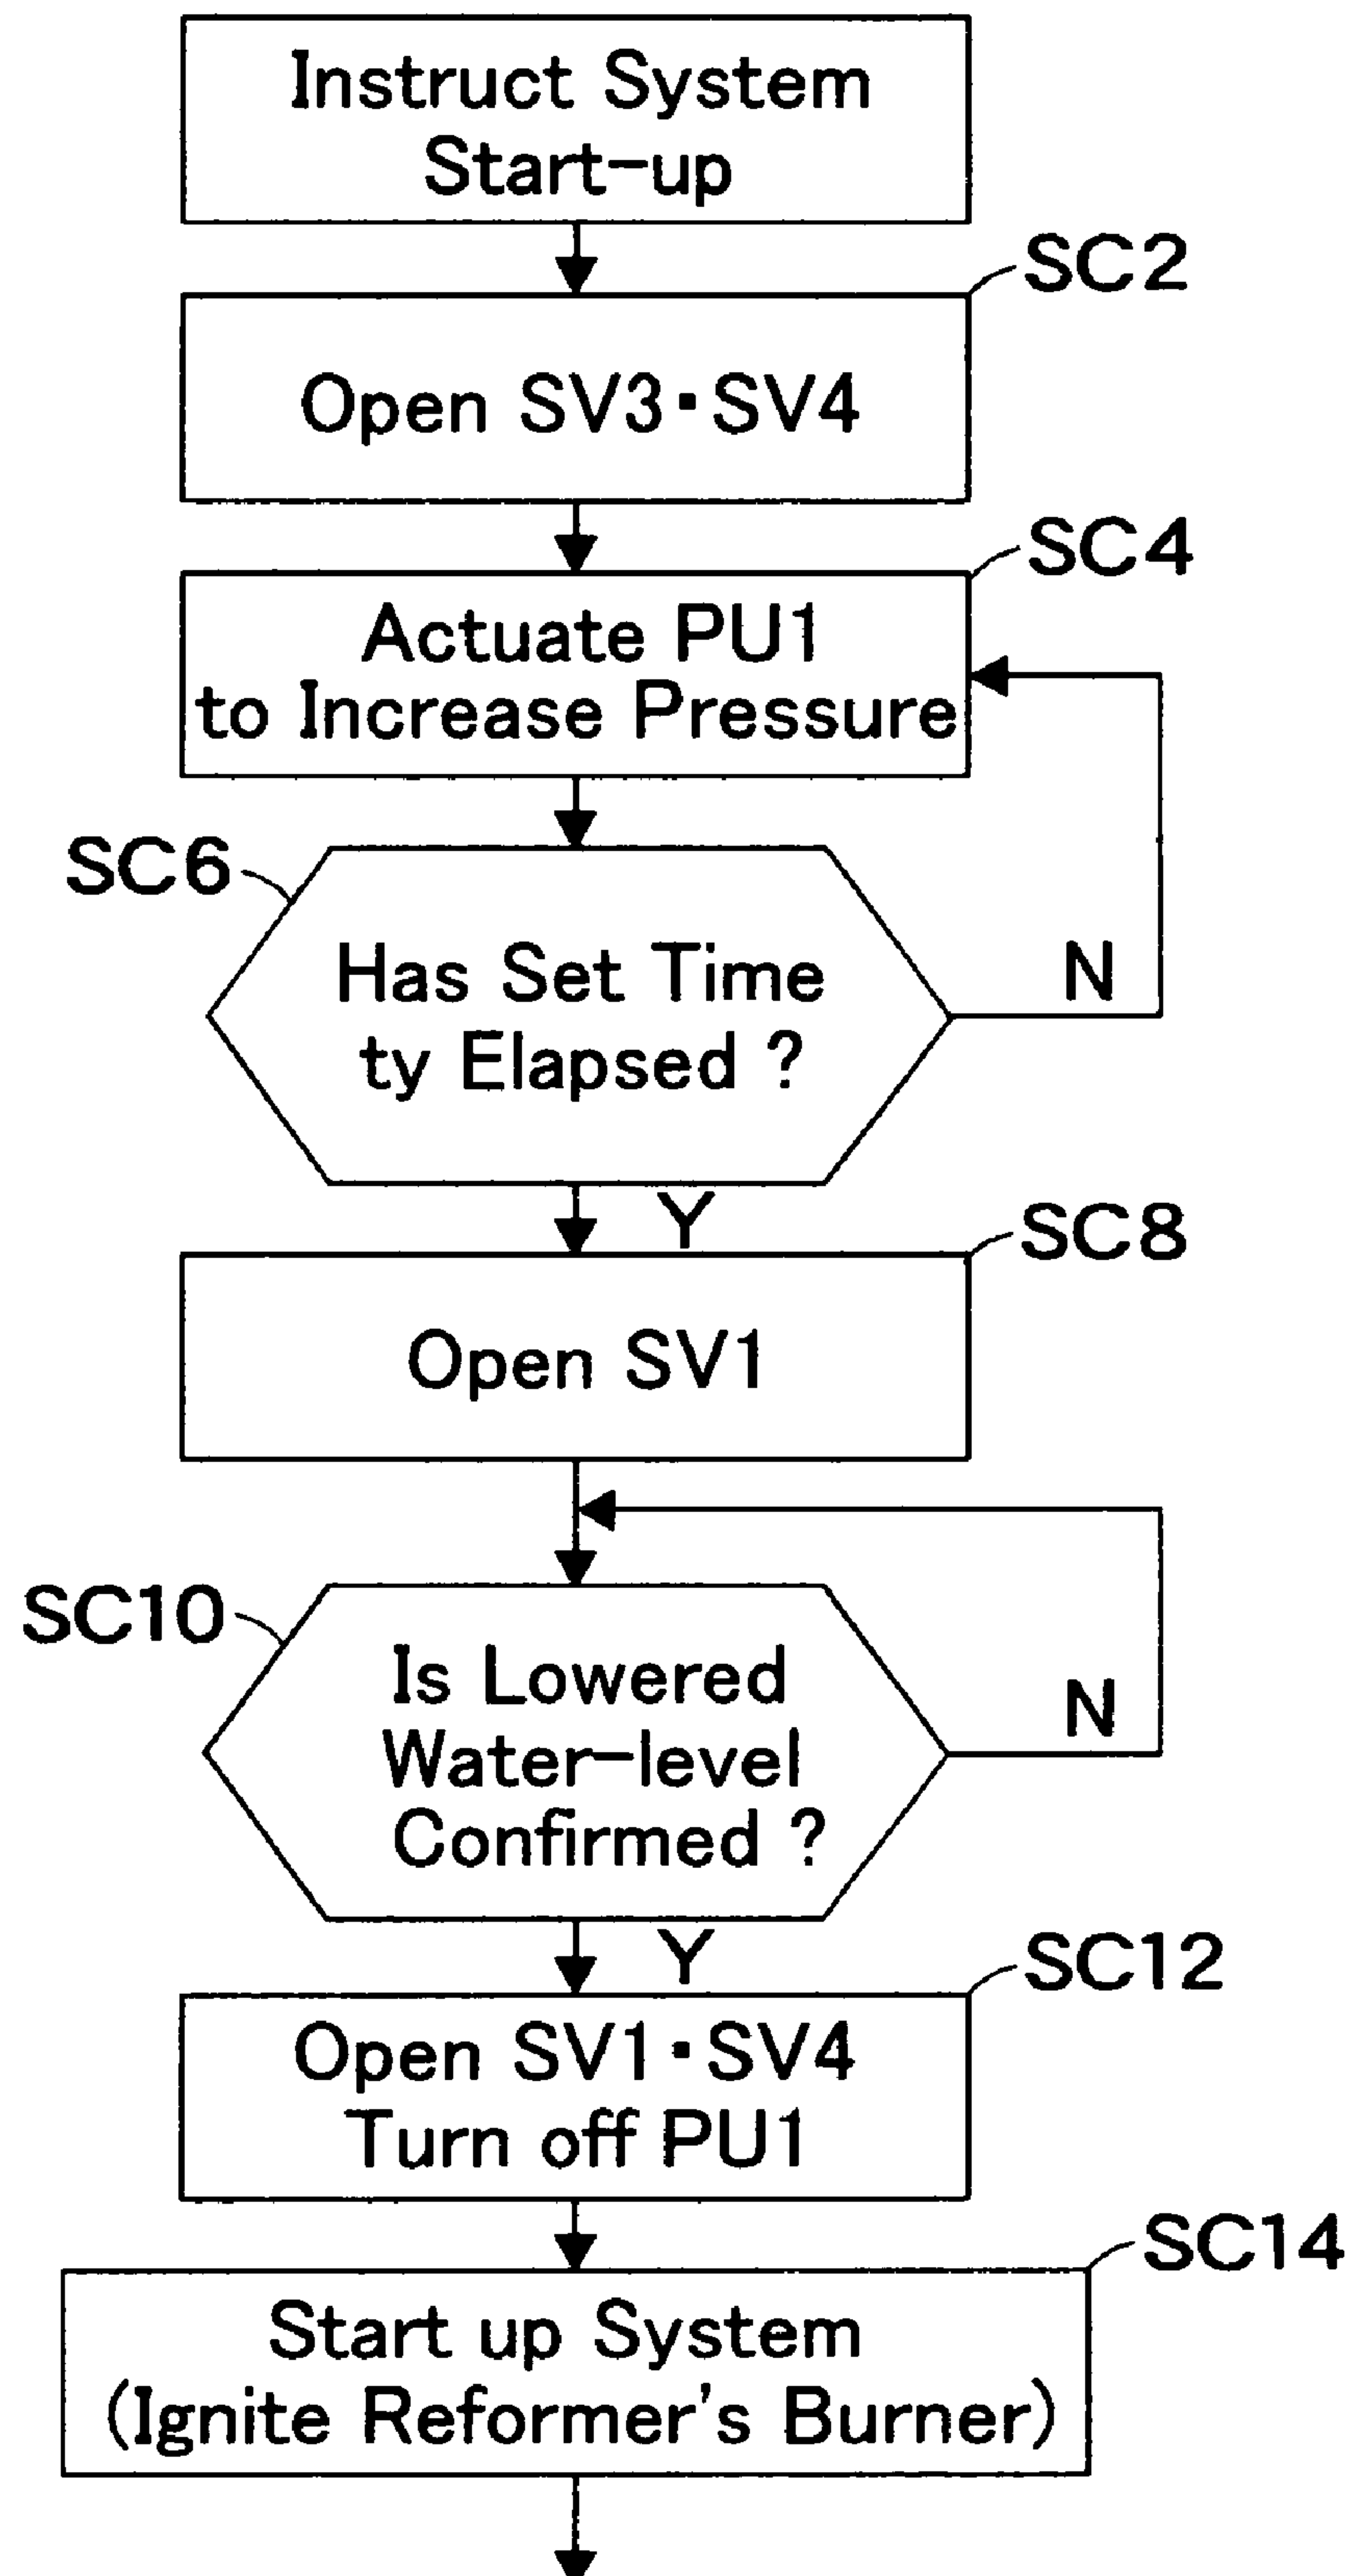 Instruct System
Start-up
SC2
Open SV3·SV4
SC4
Actuate PU1
to Increase Pressure
SC6
Has Set Time
ty Elapsed ?
N
Y
SC8
Open SV1
SC10
Is Lowered
Water-level
Confirmed ?
N
Y
SC12
Open SV1·SV4
Turn off PU1
SC14
Start up System
(Ignite Reformer's Burner)